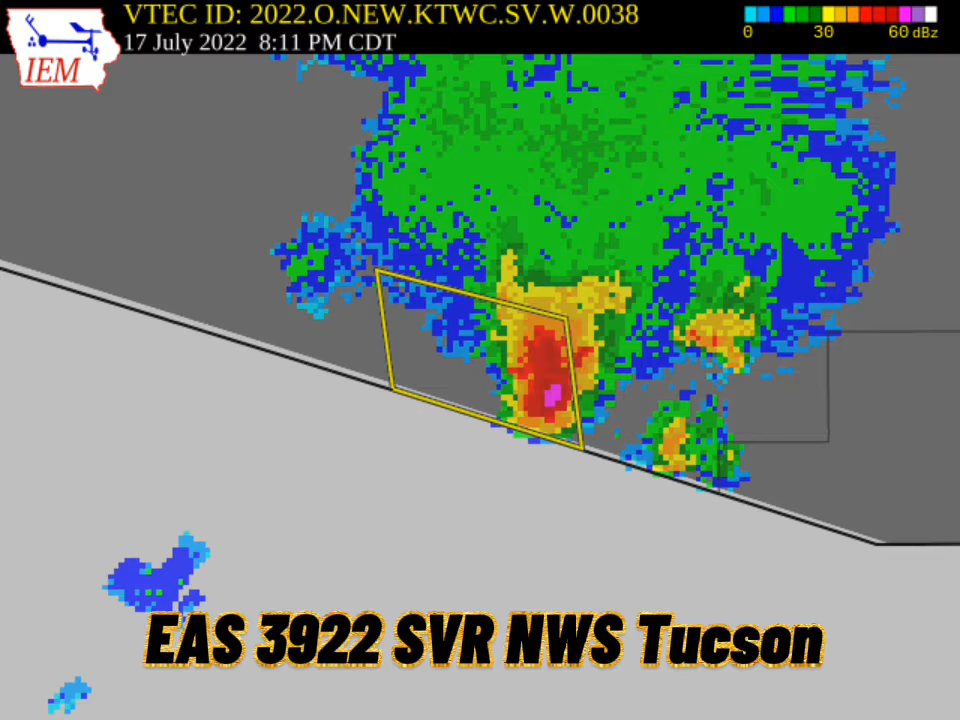 VTEC ID: 2022.O.NEW.KTWC.SV.W.0038
17 July 2022  8:11 PM CDT
IEM
0 30 60 dBz
EAS 3922 SVR NWS Tucson